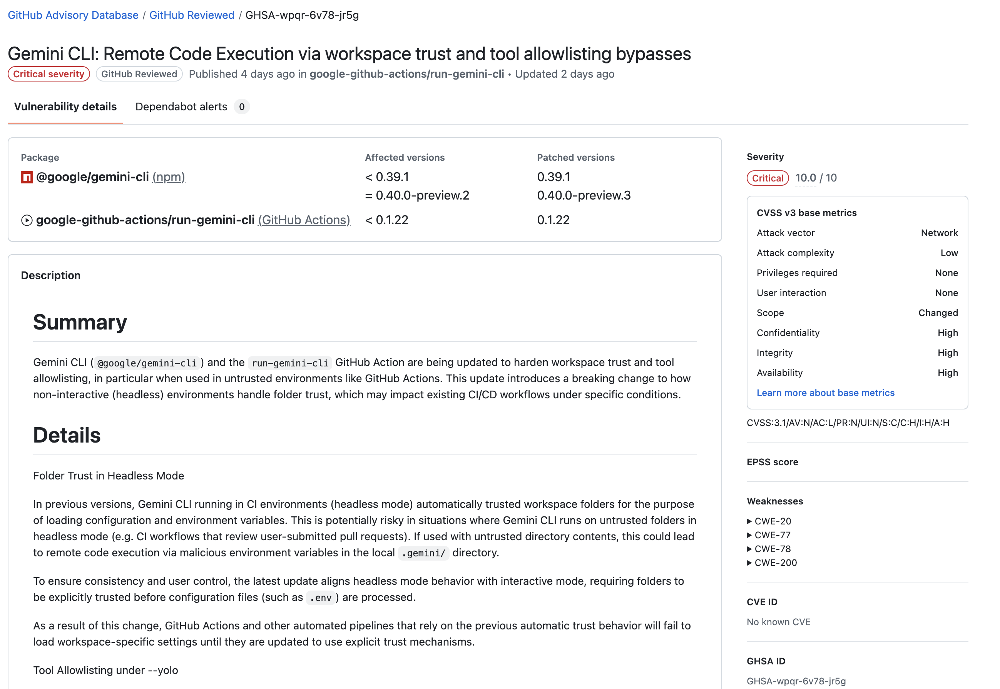 GitHub Advisory Database / GitHub Reviewed / GHSA-wpqr-6v78-jr5g
Gemini CLI: Remote Code Execution via workspace trust and tool allowlisting bypasses
Critical severity GitHub Reviewed Published 4 days ago in google-github-actions/run-gemini-cli • Updated 2 days ago
Vulnerability details Dependabot alerts 0
Package Affected versions Patched versions
@google/gemini-cli (npm) < 0.39.1 0.39.1
= 0.40.0-preview.2 0.40.0-preview.3
google-github-actions/run-gemini-cli (GitHub Actions) < 0.1.22 0.1.22
Description
Summary
Gemini CLI ( @google/gemini-cli ) and the run-gemini-cli GitHub Action are being updated to harden workspace trust and tool
allowlisting, in particular when used in untrusted environments like GitHub Actions. This update introduces a breaking change to how
non-interactive (headless) environments handle folder trust, which may impact existing CI/CD workflows under specific conditions.
Details
Folder Trust in Headless Mode
In previous versions, Gemini CLI running in CI environments (headless mode) automatically trusted workspace folders for the purpose
of loading configuration and environment variables. This is potentially risky in situations where Gemini CLI runs on untrusted folders in
headless mode (e.g. CI workflows that review user-submitted pull requests). If used with untrusted directory contents, this could lead
to remote code execution via malicious environment variables in the local .gemini/ directory.
To ensure consistency and user control, the latest update aligns headless mode behavior with interactive mode, requiring folders to
be explicitly trusted before configuration files (such as .env ) are processed.
As a result of this change, GitHub Actions and other automated pipelines that rely on the previous automatic trust behavior will fail to
load workspace-specific settings until they are updated to use explicit trust mechanisms.
Tool Allowlisting under --yolo
Severity
Critical 10.0 / 10
CVSS v3 base metrics
Attack vector Network
Attack complexity Low
Privileges required None
User interaction None
Scope Changed
Confidentiality High
Integrity High
Availability High
Learn more about base metrics
CVSS:3.1/AV:N/AC:L/PR:N/UI:N/S:C/C:H/I:H/A:H
EPSS score
Weaknesses
CWE-20
CWE-77
CWE-78
CWE-200
CVE ID
No known CVE
GHSA ID
GHSA-wpqr-6v78-jr5g